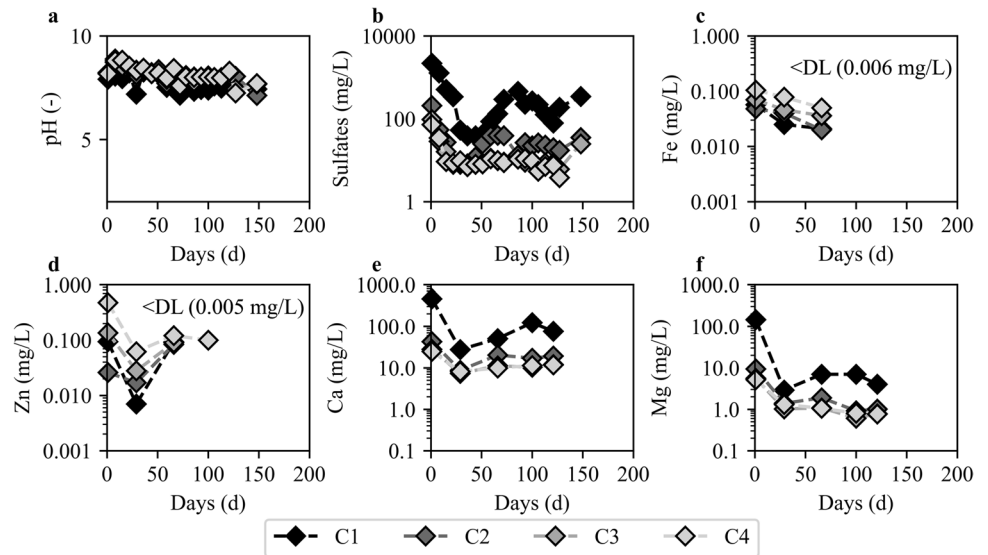 a
b
c
10
5
pH (-)
0 50 100 150 200
Days (d)
10000
100
1
Sulfates (mg/L)
0 50 100 150 200
Days (d)
1.000
0.100
0.010
0.001
Fe (mg/L)
<DL (0.006 mg/L)
0 50 100 150 200
Days (d)
d
e
f
1.000
0.100
0.010
0.001
Zn (mg/L)
<DL (0.005 mg/L)
0 50 100 150 200
Days (d)
1000.0
100.0
10.0
1.0
0.1
Ca (mg/L)
0 50 100 150 200
Days (d)
1000.0
100.0
10.0
1.0
0.1
Mg (mg/L)
0 50 100 150 200
Days (d)
C1 C2 C3 C4